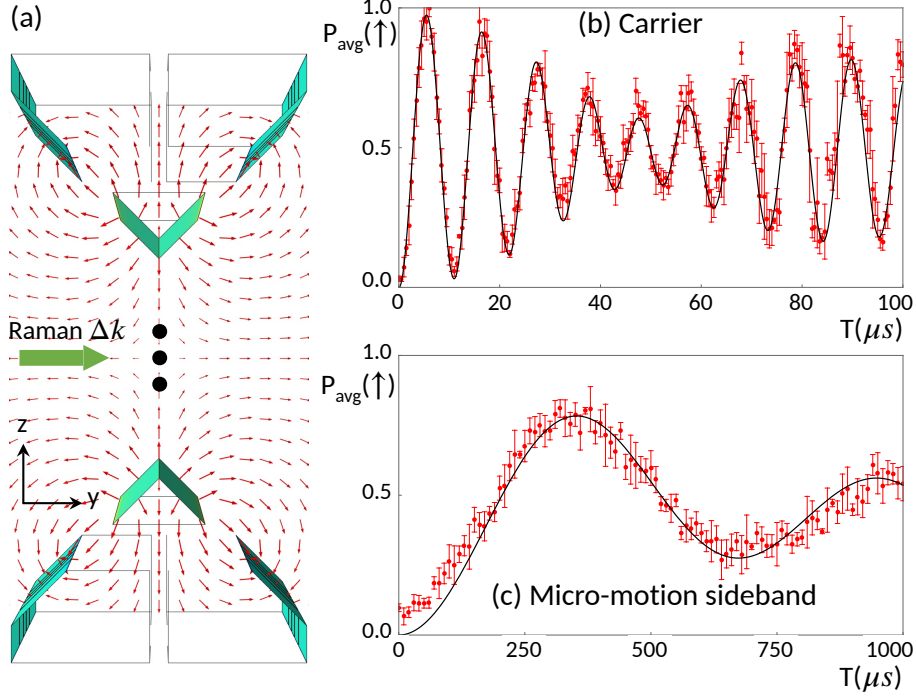 (a)
Raman Δk
z
y
P_avg(↑)
(b) Carrier
1.0
0.5
0.0
0 20 40 60 80 100
T(μs)
P_avg(↑)
1.0
0.5
0.0
(c) Micro-motion sideband
0 250 500 750 1000
T(μs)